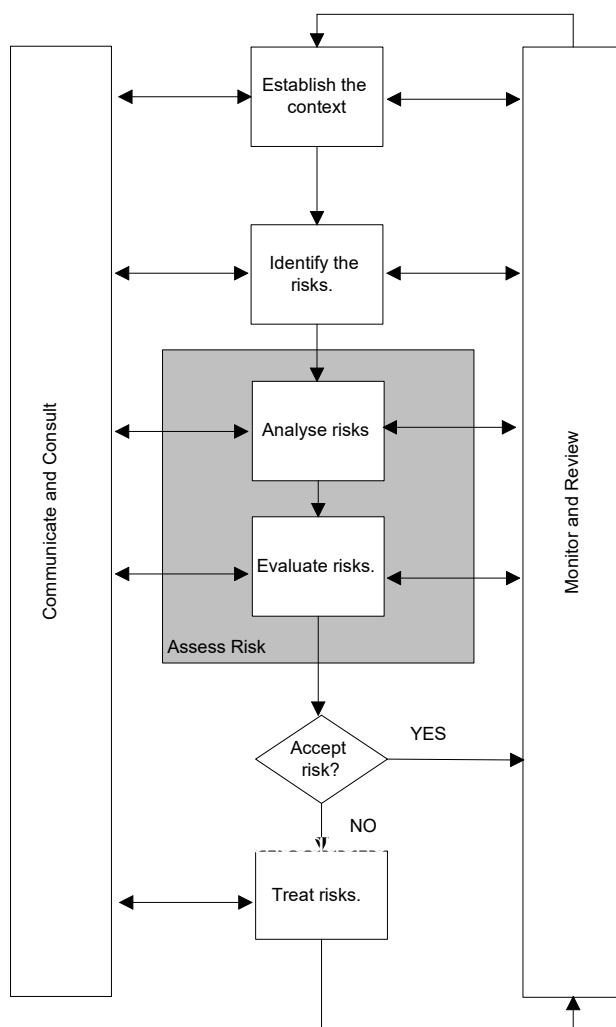 Establish the
context
Identify the
risks.
Communicate and Consult
Analyse risks
Monitor and Review
Evaluate risks.
Assess Risk
Accept
risk?
YES
NO
Treat risks.